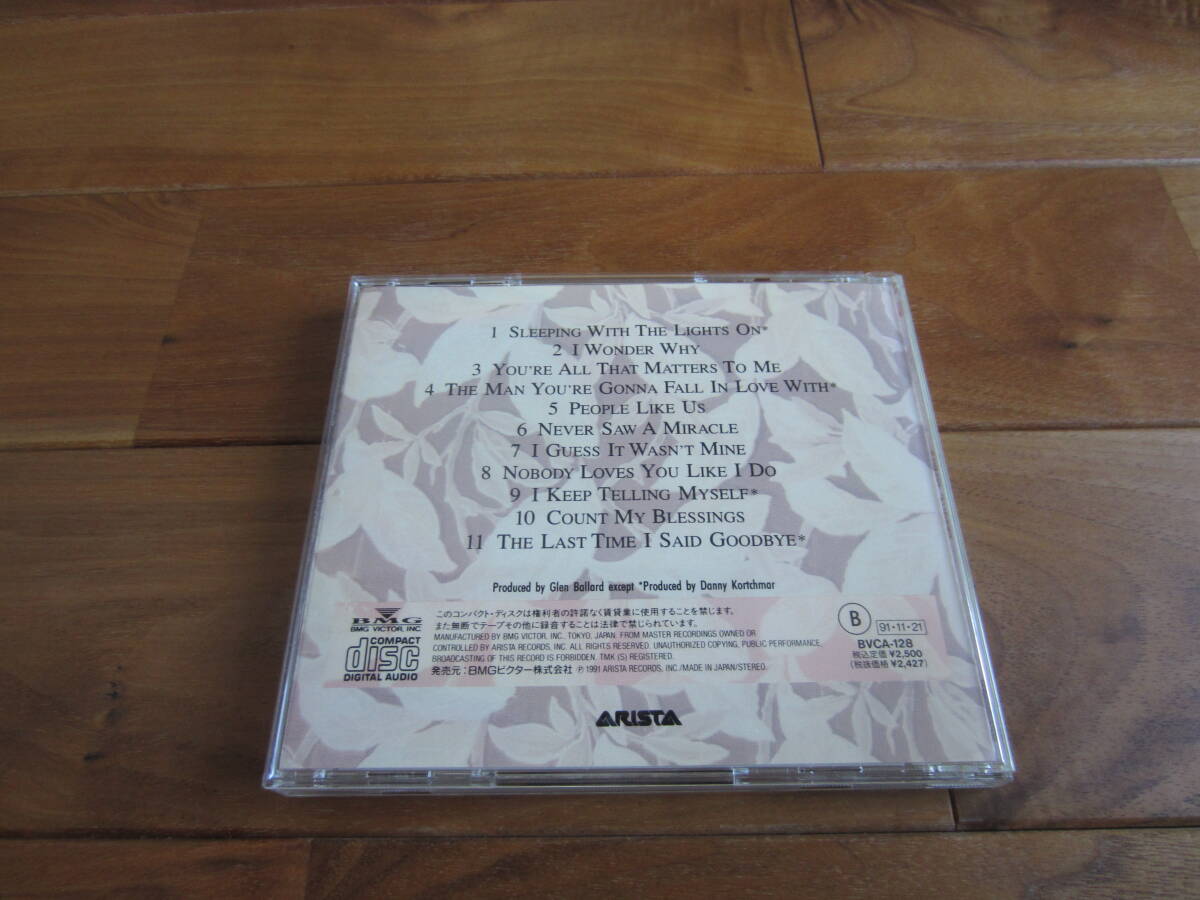 1 SLEEPING WITH THE LIGHTS ON*
2 I WONDER WHY
3 YOU'RE ALL THAT MATTERS TO ME
4 THE MAN YOU'RE GONNA FALL IN LOVE WITH*
5 PEOPLE LIKE US
6 NEVER SAW A MIRACLE
7 I GUESS IT WASN'T MINE
8 NOBODY LOVES YOU LIKE I DO
9 I KEEP TELLING MYSELF*
10 COUNT MY BLESSINGS
11 THE LAST TIME I SAID GOODBYE*
Produced by Glen Ballard except *Produced by Danny Kortchmar
BMG
BMG VICTOR, INC.
COMPACT
disc
DIGITAL AUDIO
このコンパクト・ディスクは権利者の許諾なく賃貸業に使用することを禁じます。
また無断でテープその他に録音することは法律で禁じられています。
MANUFACTURED BY BMG VICTOR, INC., TOKYO, JAPAN. FROM MASTER RECORDINGS OWNED OR
CONTROLLED BY ARISTA RECORDS, INC. ALL RIGHTS RESERVED. UNAUTHORIZED COPYING, PUBLIC PERFORMANCE,
BROADCASTING OF THIS RECORD IS FORBIDDEN. TMK (S) REGISTERED.
発売元:BMGビクター株式会社 ℗ 1991 ARISTA RECORDS, INC./MADE IN JAPAN/STEREO.
B 91・11・21
BVCA-128
税込定価 ¥2,500
(税抜価格 ¥2,427)
ARISTA